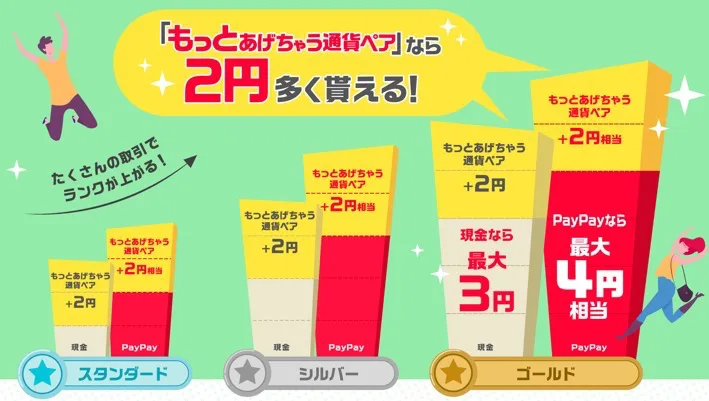 「もっとあげちゃう通貨ペア」なら
2円多く貰える!
たくさんの取引で
ランクが上がる!
もっとあげちゃう
通貨ペア
+2円
現金
もっとあげちゃう
通貨ペア
+2円相当
PayPay
スタンダード
もっとあげちゃう
通貨ペア
+2円
現金
もっとあげちゃう
通貨ペア
+2円相当
PayPay
シルバー
もっとあげちゃう
通貨ペア
+2円
現金なら
最大
3円
現金
もっとあげちゃう
通貨ペア
+2円相当
PayPayなら
最大
4円
相当
PayPay
ゴールド